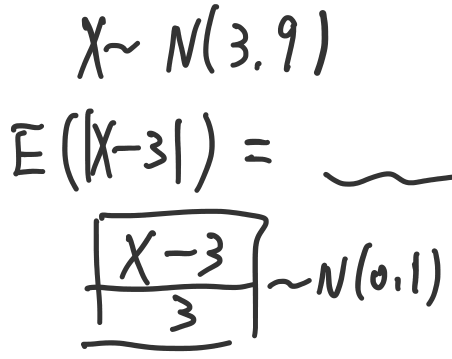 X~ N(3.9)
E(|X-3|) =
X-3
3 ~N(0,1)